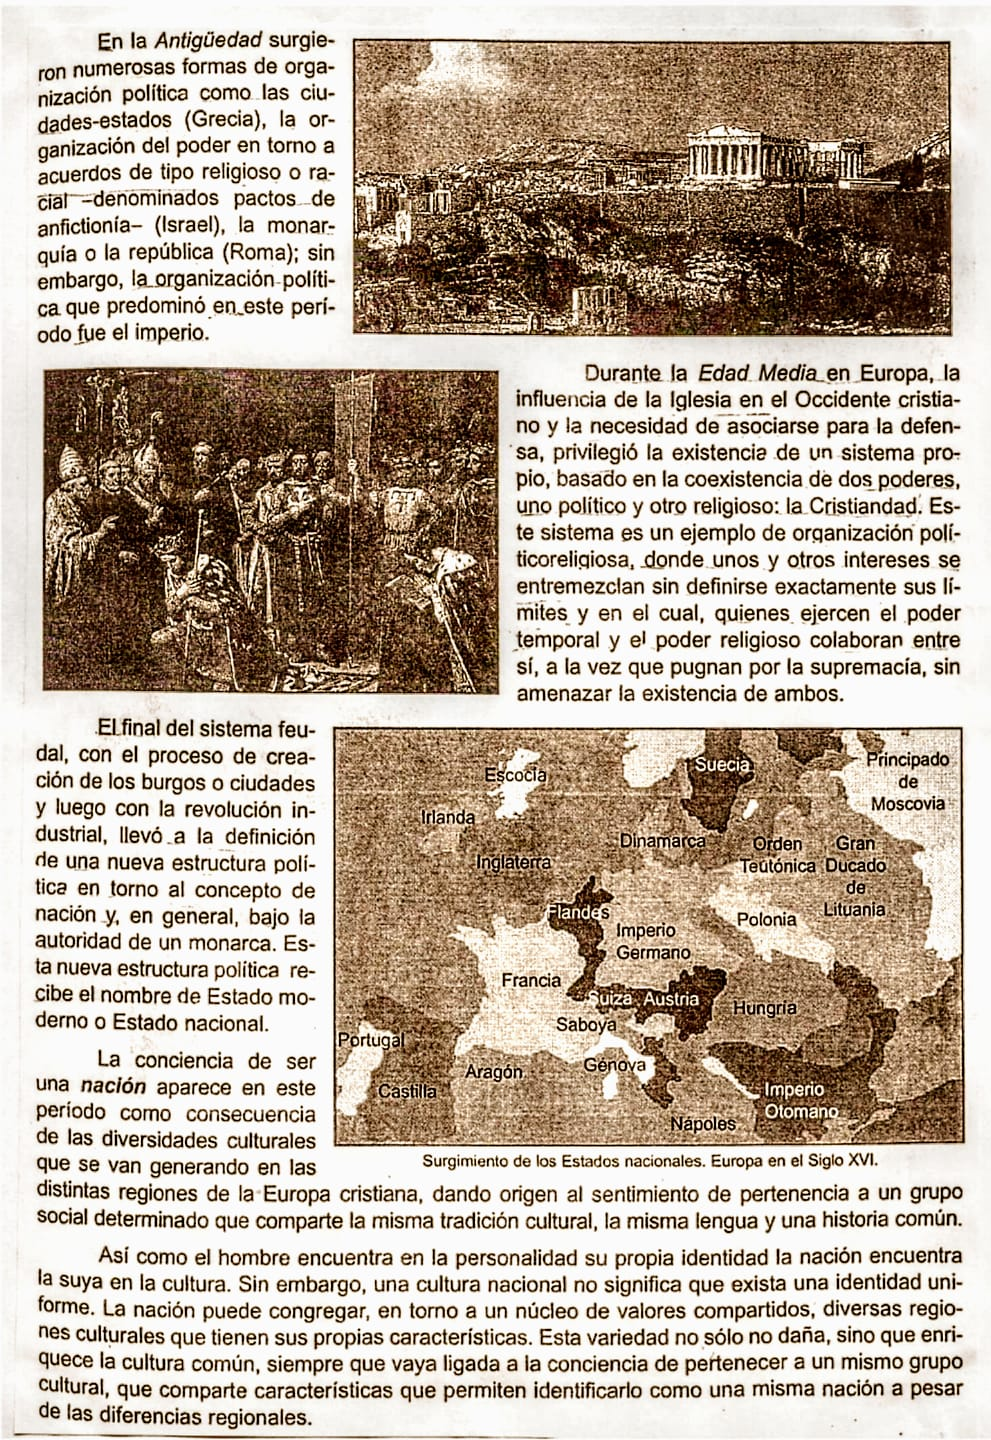 En la Antigüedad surgie-
ron numerosas formas de orga-
nización política como las ciu-
dades-estados (Grecia), la or-
ganización del poder en torno a
acuerdos de tipo religioso o ra-
cial –denominados pactos de
anfictionía– (Israel), la monar-
quía o la república (Roma); sin
embargo, la organización políti-
ca que predominó en este perí-
odo fue el imperio.
Durante la Edad Media en Europa, la
influencia de la Iglesia en el Occidente cristia-
no y la necesidad de asociarse para la defen-
sa, privilegió la existencia de un sistema pro-
pio, basado en la coexistencia de dos poderes,
uno político y otro religioso: la Cristiandad. Es-
te sistema es un ejemplo de organización polí-
ticoreligiosa, donde unos y otros intereses se
entremezclan sin definirse exactamente sus lí-
mites y en el cual, quienes ejercen el poder
temporal y el poder religioso colaboran entre
sí, a la vez que pugnan por la supremacía, sin
amenazar la existencia de ambos.
El final del sistema feu-
dal, con el proceso de crea-
ción de los burgos o ciudades
y luego con la revolución in-
dustrial, llevó a la definición
de una nueva estructura polí-
tica en torno al concepto de
nación y, en general, bajo la
autoridad de un monarca. Es-
ta nueva estructura política re-
cibe el nombre de Estado mo-
derno o Estado nacional.
La conciencia de ser
una nación aparece en este
período como consecuencia
de las diversidades culturales
que se van generando en las
Escocia
Suecia
Principado
de
Moscovia
Irlanda
Dinamarca
Orden
Teutónica
Gran
Ducado
de
Lituania
Inglaterra
Flandes
Polonia
Imperio
Germano
Francia
Suiza
Austria
Hungría
Saboya
Portugal
Génova
Aragón
Castilla
Imperio
Otomano
Nápoles
Surgimiento de los Estados nacionales. Europa en el Siglo XVI.
distintas regiones de la Europa cristiana, dando origen al sentimiento de pertenencia a un grupo
social determinado que comparte la misma tradición cultural, la misma lengua y una historia común.
Así como el hombre encuentra en la personalidad su propia identidad la nación encuentra
la suya en la cultura. Sin embargo, una cultura nacional no significa que exista una identidad uni-
forme. La nación puede congregar, en torno a un núcleo de valores compartidos, diversas regio-
nes culturales que tienen sus propias características. Esta variedad no sólo no daña, sino que enri-
quece la cultura común, siempre que vaya ligada a la conciencia de pertenecer a un mismo grupo
cultural, que comparte características que permiten identificarlo como una misma nación a pesar
de las diferencias regionales.